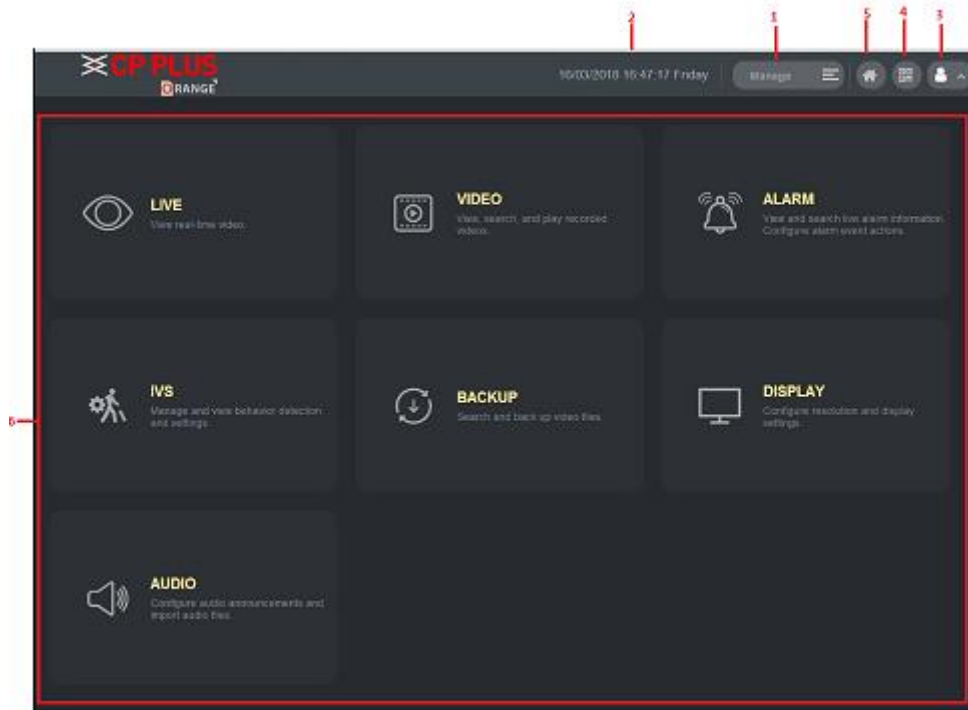 2 1 5 4 3
CP PLUS
ORANGE
16/03/2018 16:47:17 Friday Manage
LIVE
View real-time video.
VIDEO
View, search, and play recorded
videos.
ALARM
View and search live alarm information.
Configure alarm event actions.
IVS
Manage and view behavior detection
and settings.
BACKUP
Search and back up video files.
DISPLAY
Configure resolution and display
settings.
AUDIO
Configure audio announcements and
import audio files.